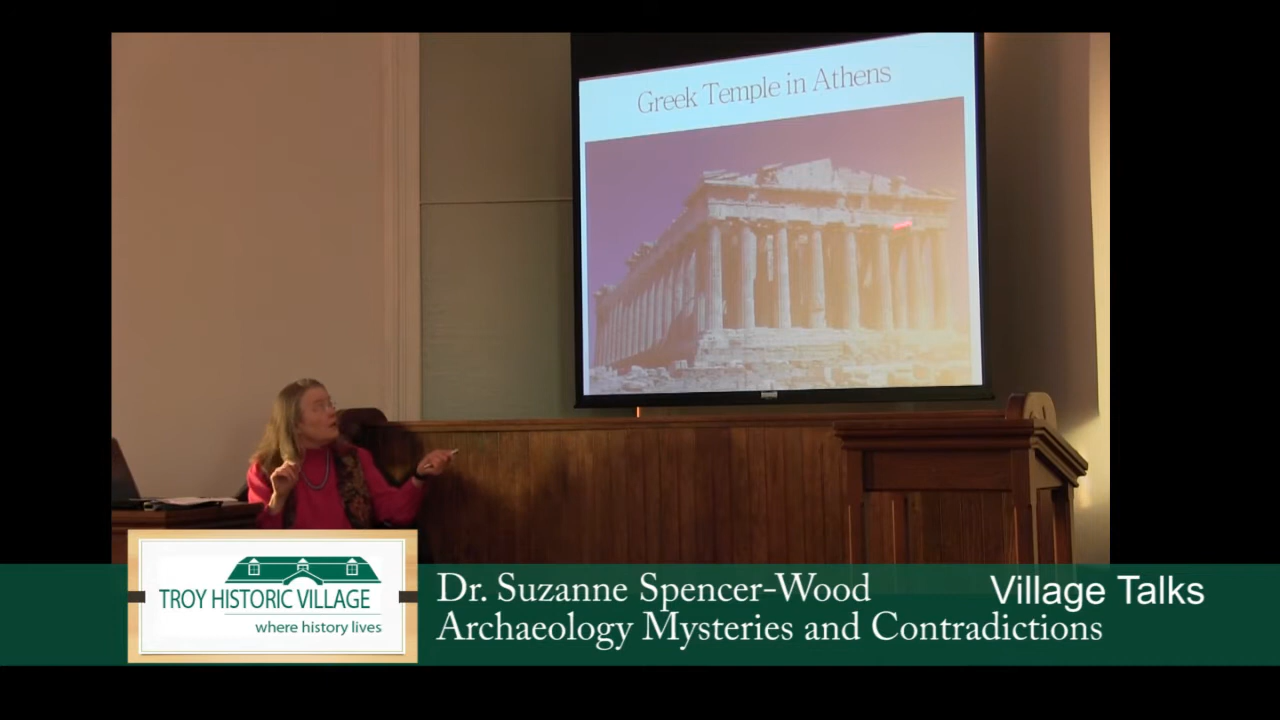 Greek Temple in Athens
TROY HISTORIC VILLAGE
where history lives
Dr. Suzanne Spencer-Wood
Village Talks
Archaeology Mysteries and Contradictions